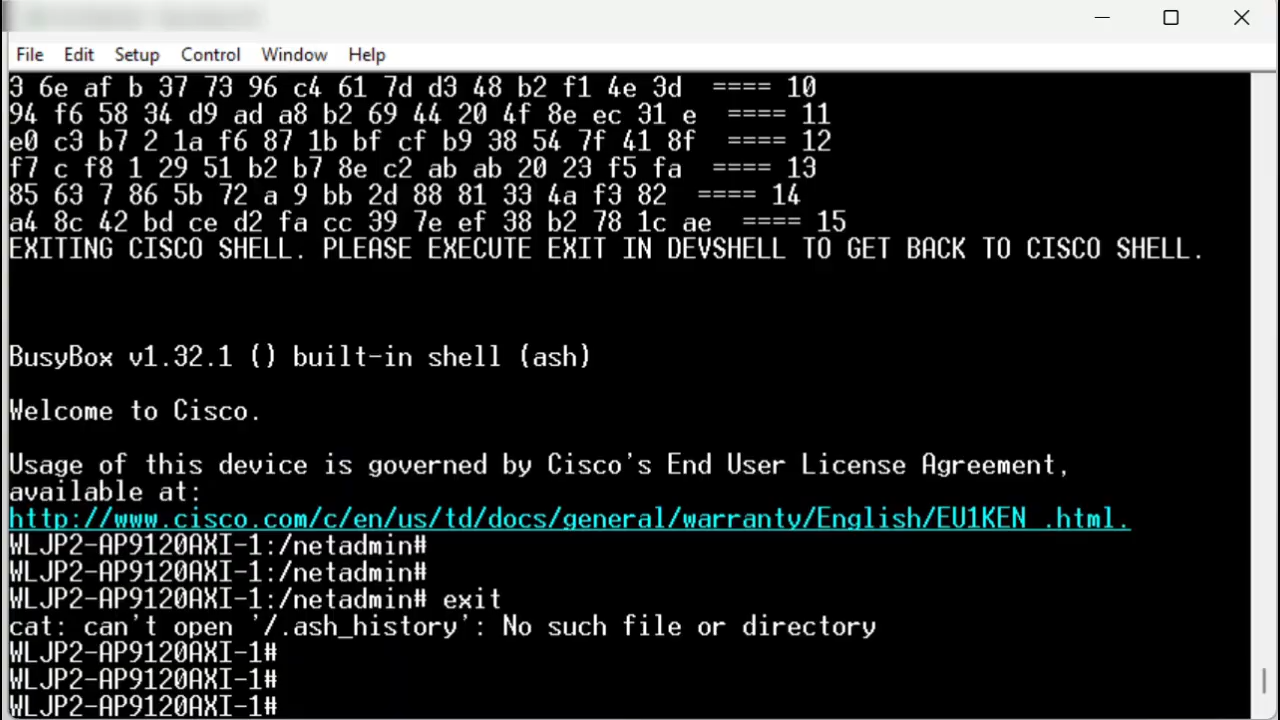 File Edit Setup Control Window Help
3 6e af b 37 73 96 c4 61 7d d3 48 b2 f1 4e 3d  ==== 10
94 f6 58 34 d9 ad a8 b2 69 44 20 4f 8e ec 31 e  ==== 11
e0 c3 b7 2 1a f6 87 1b bf cf b9 38 54 7f 41 8f  ==== 12
f7 c f8 1 29 51 b2 b7 8e c2 ab ab 20 23 f5 fa  ==== 13
85 63 7 86 5b 72 a 9 bb 2d 88 81 33 4a f3 82  ==== 14
a4 8c 42 bd ce d2 fa cc 39 7e ef 38 b2 78 1c ae  ==== 15
EXITING CISCO SHELL. PLEASE EXECUTE EXIT IN DEVSHELL TO GET BACK TO CISCO SHELL.
BusyBox v1.32.1 () built-in shell (ash)
Welcome to Cisco.
Usage of this device is governed by Cisco's End User License Agreement,
available at:
http://www.cisco.com/c/en/us/td/docs/general/warranty/English/EU1KEN_.html.
WLJP2-AP9120AXI-1:/netadmin#
WLJP2-AP9120AXI-1:/netadmin#
WLJP2-AP9120AXI-1:/netadmin# exit
cat: can't open '/.ash_history': No such file or directory
WLJP2-AP9120AXI-1#
WLJP2-AP9120AXI-1#
WLJP2-AP9120AXI-1#